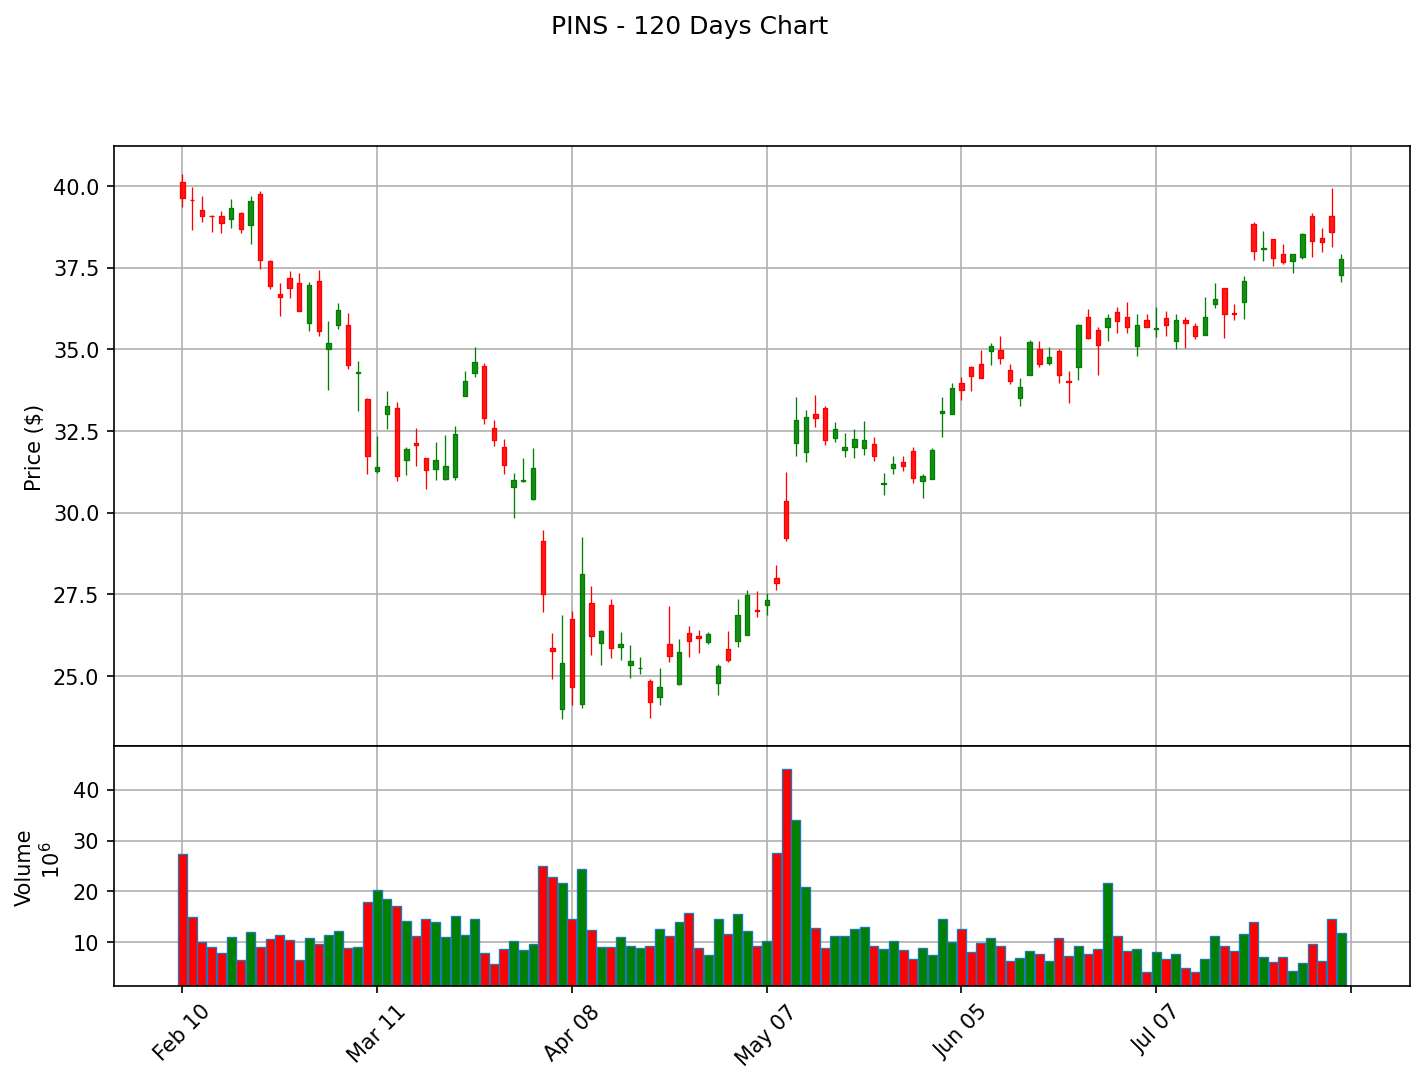 PINS - 120 Days Chart
Price ($)
40.0
37.5
35.0
32.5
30.0
27.5
25.0
Volume
10^6
40
30
20
10
Feb 10
Mar 11
Apr 08
May 07
Jun 05
Jul 07